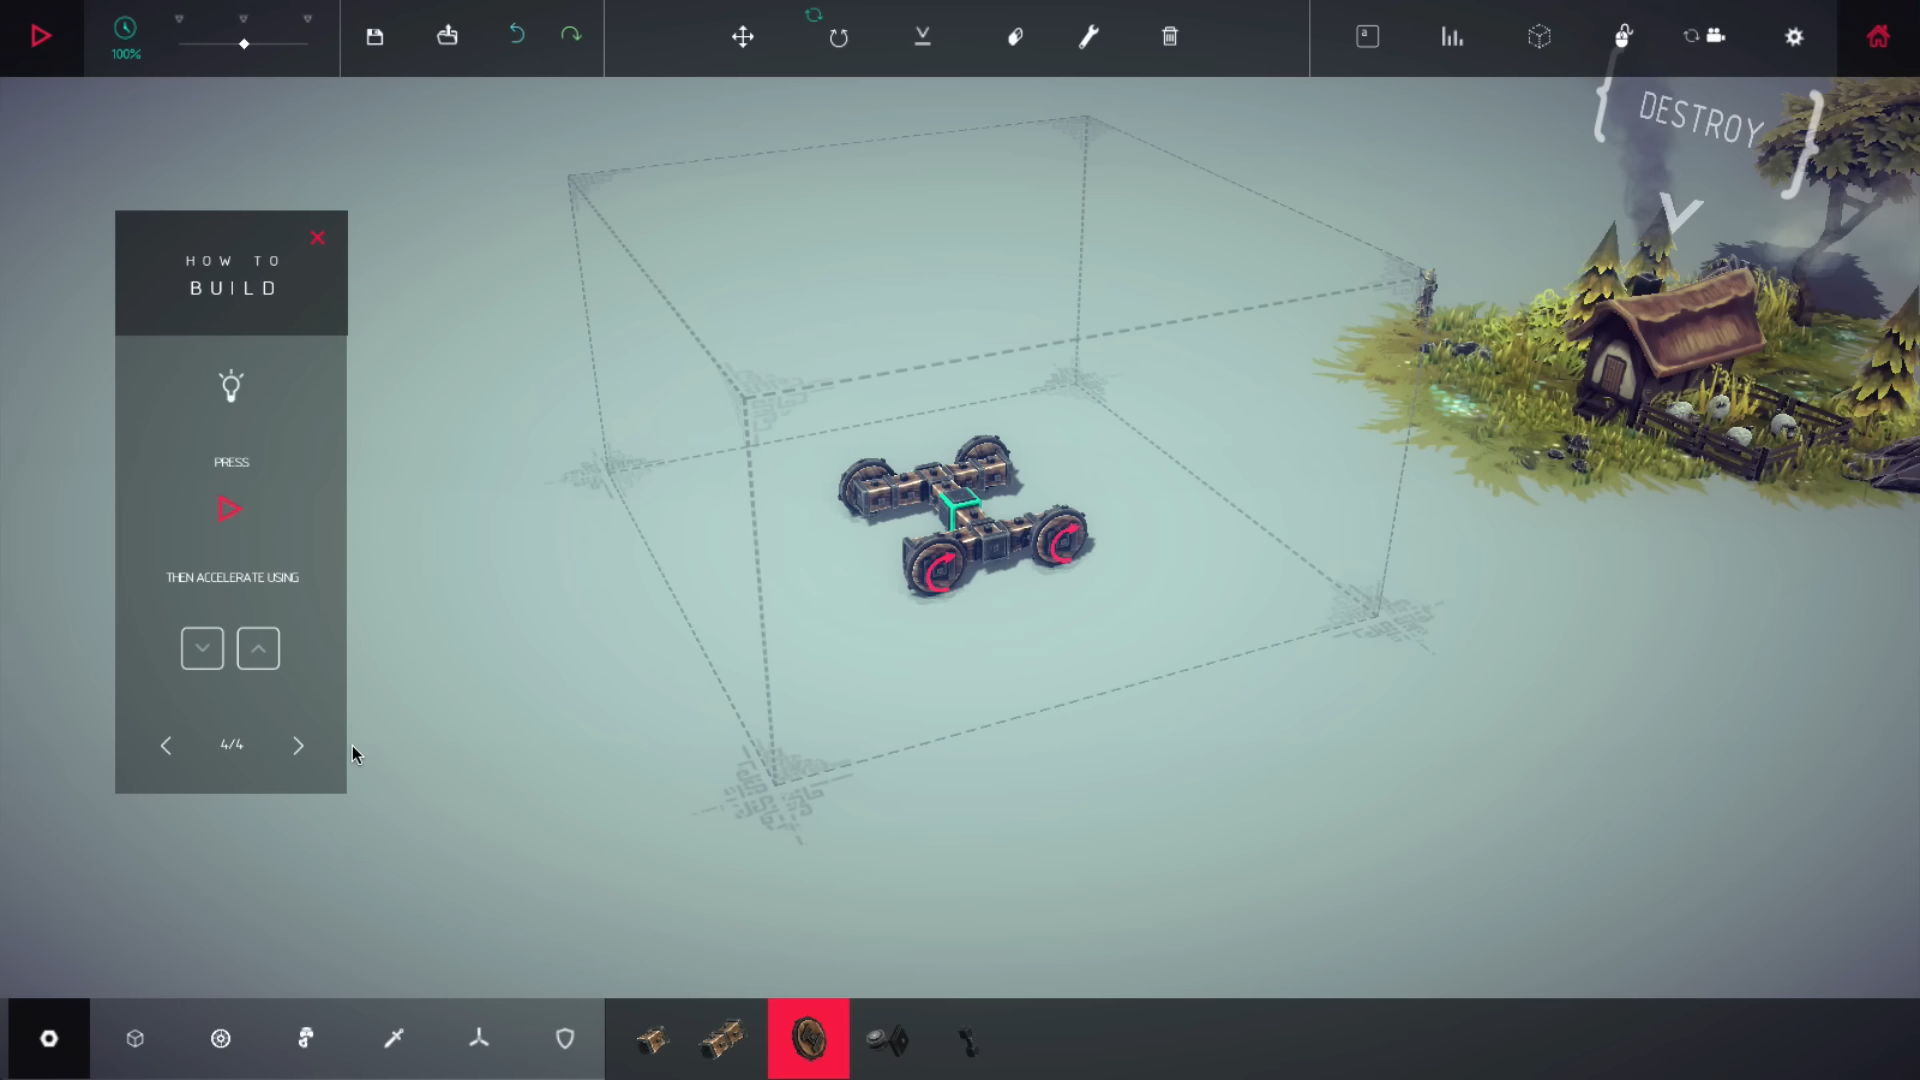 100%
a
DESTROY
HOW TO
BUILD
PRESS
THEN ACCELERATE USING
4/4